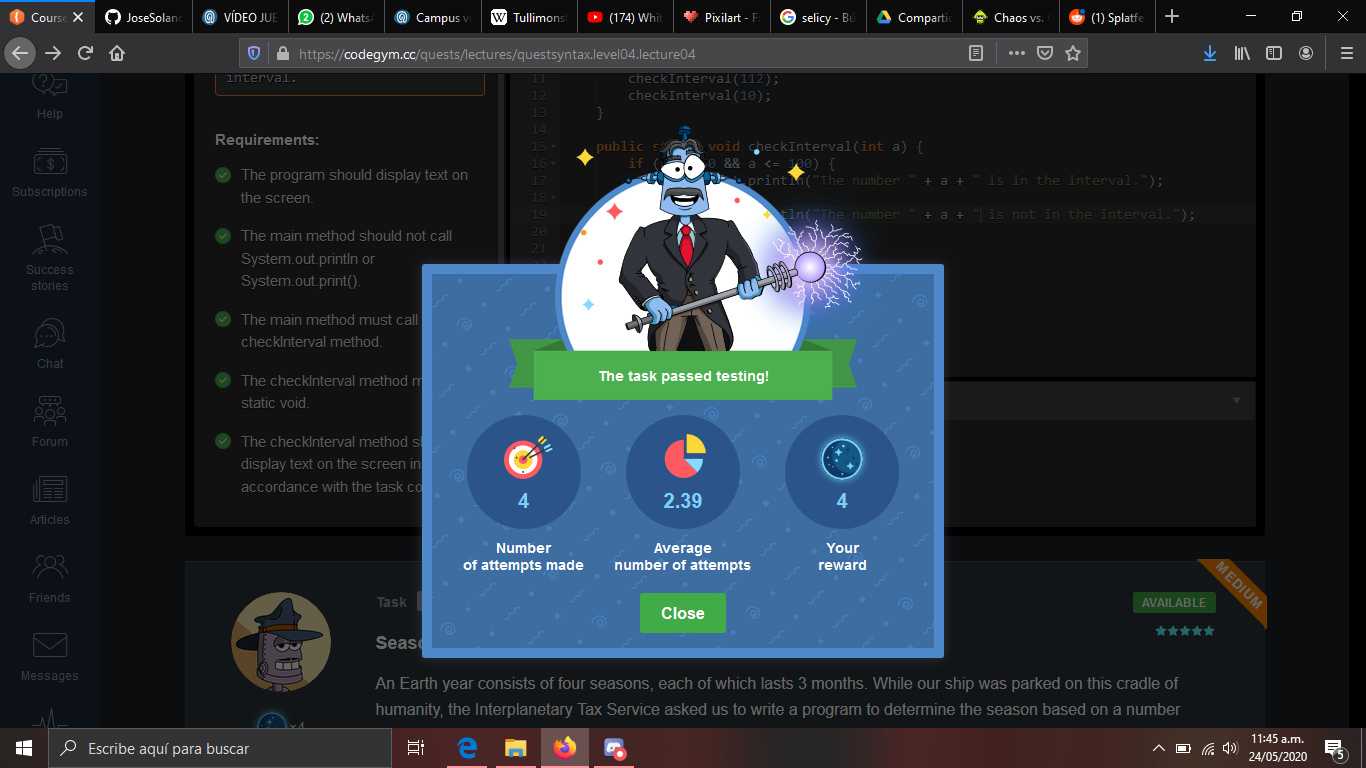 Course
JoseSolano
VÍDEO JUE
(2) WhatsA
Campus vi
Tullimonst
(174) Whit
Pixilart - Fr
selicy - Bú
Compartic
Chaos vs. O
(1) Splatfe
https://codegym.cc/quests/lectures/questsyntax.level04.lecture04
Help
Subscriptions
Success
stories
Chat
Forum
Articles
Friends
Messages
interval.
Requirements:
The program should display text on
the screen.
The main method should not call
System.out.println or
System.out.print().
The main method must call
checkInterval method.
The checkInterval method m
static void.
The checkInterval method s
display text on the screen in
accordance with the task co
11 checkInterval(112);
12 checkInterval(10);
13 }
14
15 public s void checkInterval(int a) {
16 if ( 0 && a <= 100) {
17 println("The number " + a + " is in the interval.");
18
19 tln("The number " + a + " is not in the interval.");
20
21
The task passed testing!
4
Number
of attempts made
2.39
Average
number of attempts
4
Your
reward
Close
Task
AVAILABLE
MEDIUM
Seas
An Earth year consists of four seasons, each of which lasts 3 months. While our ship was parked on this cradle of
humanity, the Interplanetary Tax Service asked us to write a program to determine the season based on a number
×4
Escribe aquí para buscar
11:45 a.m.
24/05/2020
5